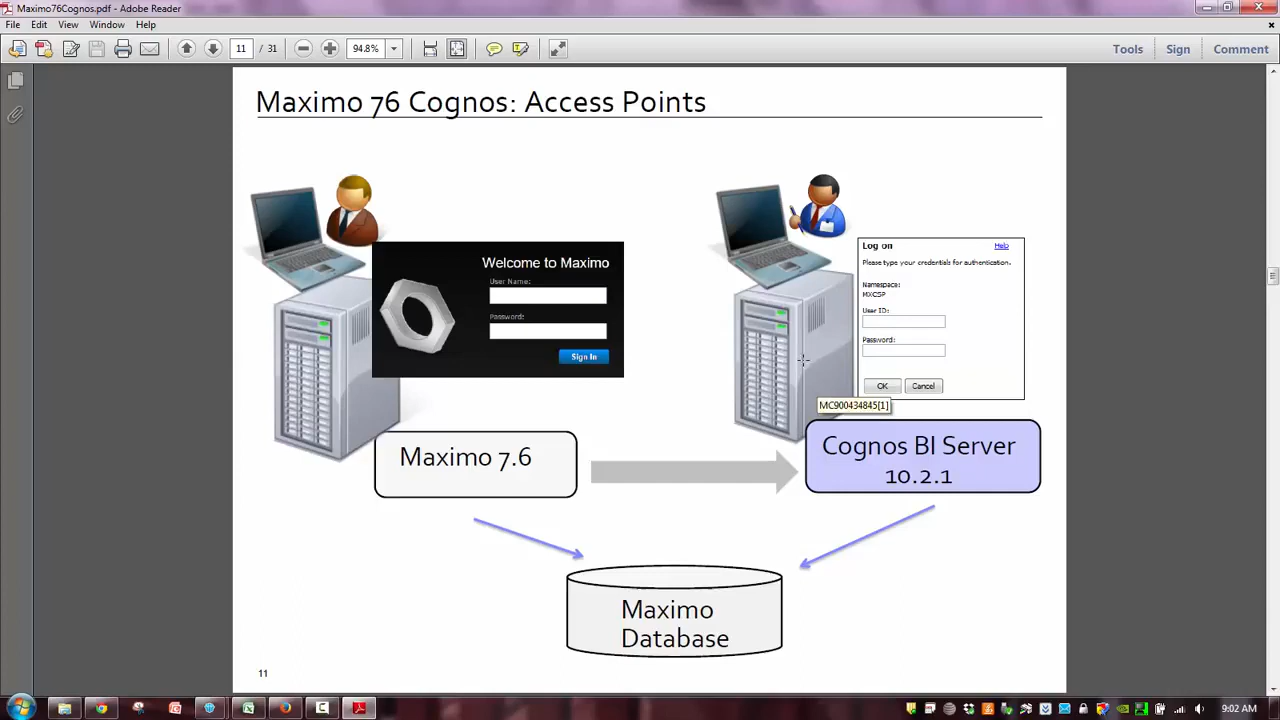 Maximo76Cognos.pdf - Adobe Reader
File Edit View Window Help
11 / 31 94.8% Tools Sign Comment
Maximo 76 Cognos: Access Points
Welcome to Maximo
User Name:
Password:
Sign In
Log on Help
Please type your credentials for authentication.
Namespace:
MXCSP
User ID:
Password:
OK Cancel
MC900434845[1]
Maximo 7.6
Cognos BI Server
10.2.1
Maximo
Database
11
9:02 AM